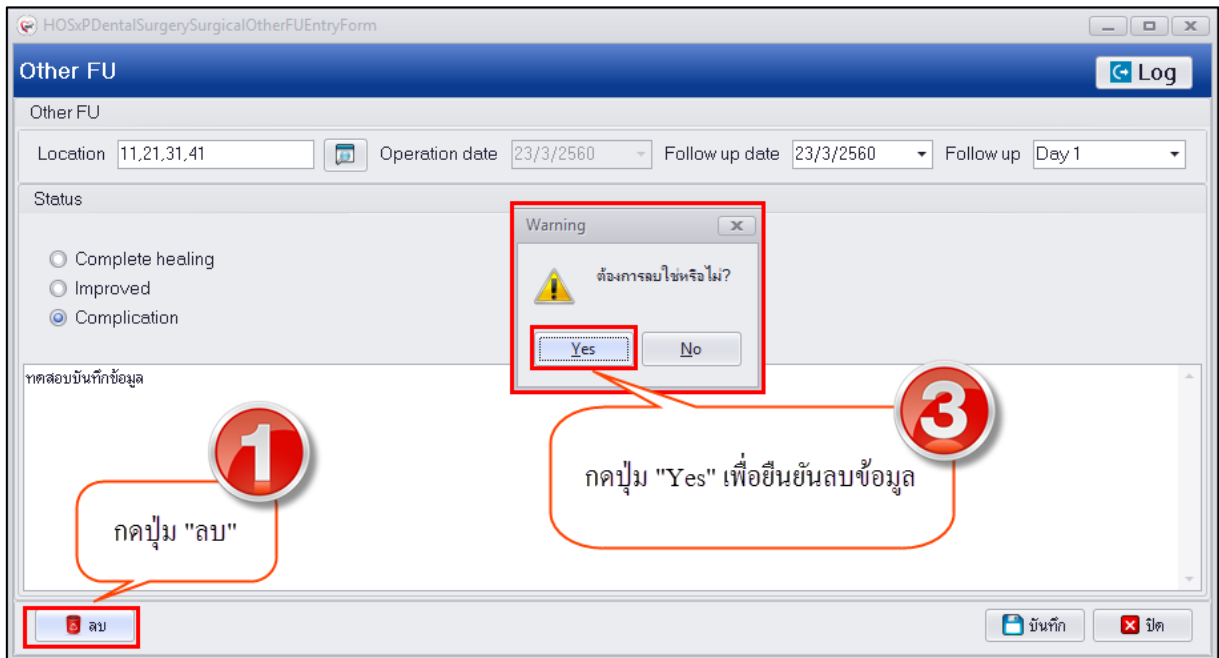 HOSxPDentalSurgerySurgicalOtherFUEntryForm
Other FU
Log
Other FU
Location 11,21,31,41 Operation date 23/3/2560 Follow up date 23/3/2560 Follow up Day 1
Status
Warning
Complete healing
Improved
Complication
ต้องการลบใช่หรือไม่?
Yes No
ทดสอบบันทึกข้อมูล
1
กดปุ่ม "ลบ"
3
กดปุ่ม "Yes" เพื่อยืนยันลบข้อมูล
ลบ บันทึก ปิด